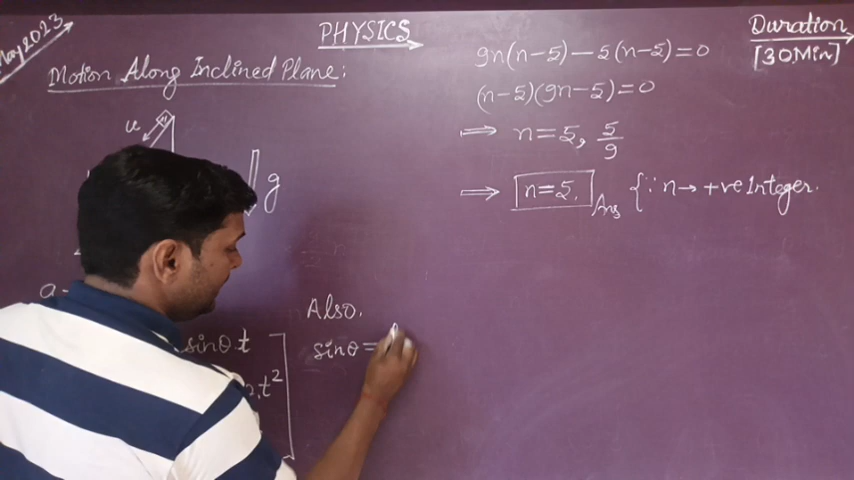 May 2023
PHYSICS
Duration
[30Min]
Motion Along Inclined Plane:
u
g
a
sinθ t
t²
Also.
sinθ =
9n(n-5) - 5(n-5) = 0
(n-5)(9n-5) = 0
⇒ n = 5, 5/9
⇒ n = 5. Ans {∵ n → +ve Integer.